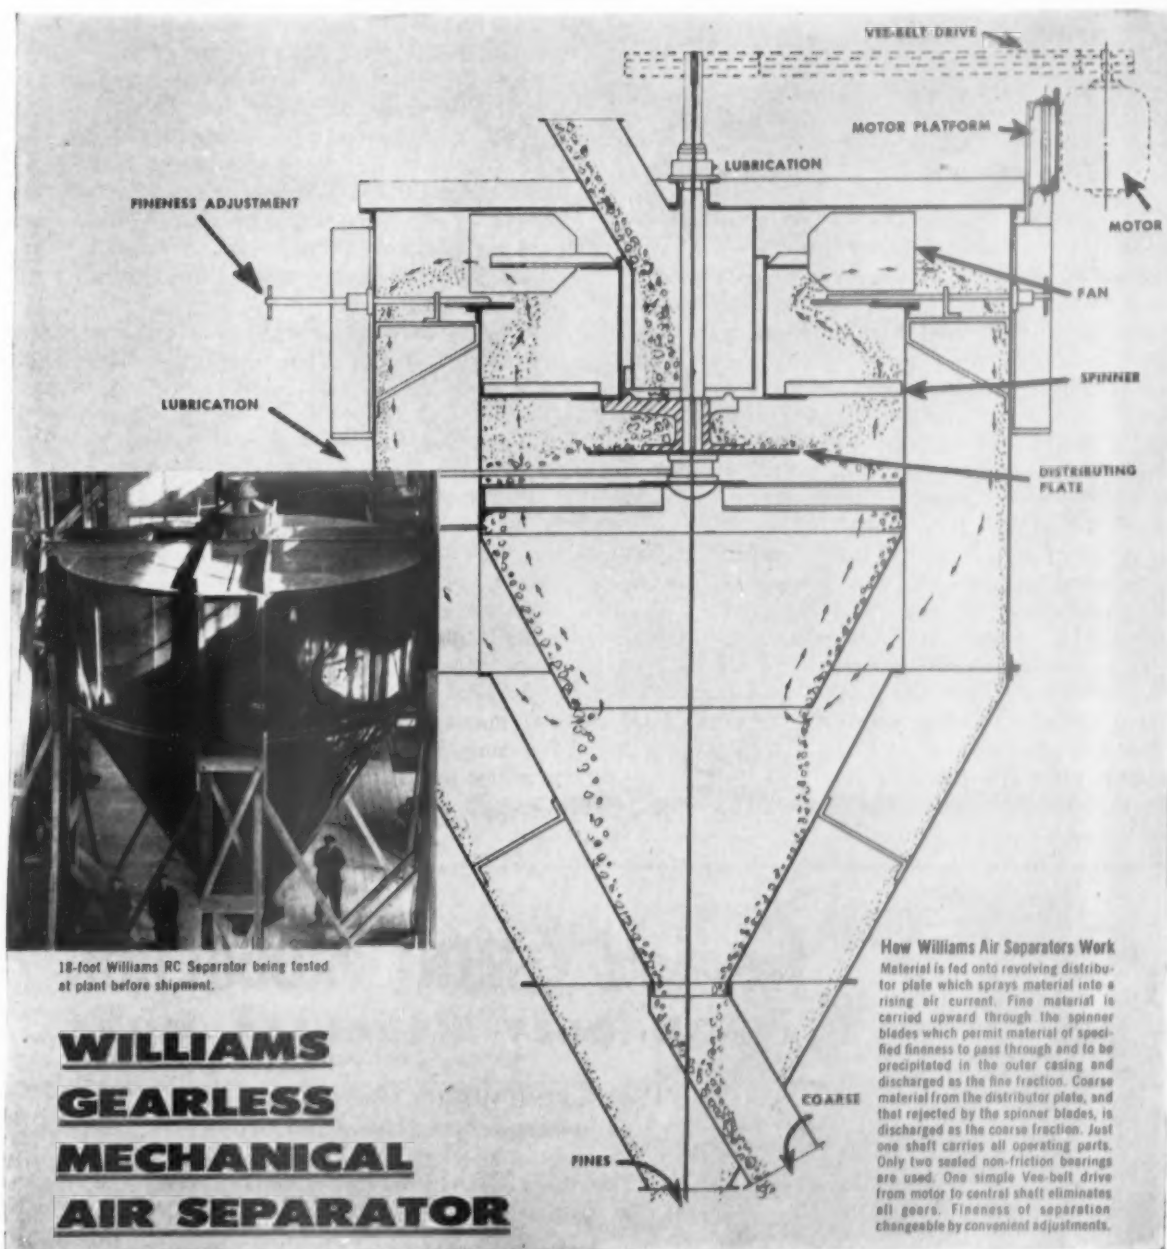 VEE-BELT DRIVE
MOTOR PLATFORM
LUBRICATION
FINENESS ADJUSTMENT
MOTOR
FAN
SPINNER
LUBRICATION
DISTRIBUTING
PLATE
18-foot Williams RC Separator being tested
at plant before shipment.
WILLIAMS
GEARLESS
MECHANICAL
AIR SEPARATOR
COARSE
FINES
How Williams Air Separators Work
Material is fed onto revolving distribu-
tor plate which sprays material into a
rising air current. Fine material is
carried upward through the spinner
blades which permit material of speci-
fied fineness to pass through and to be
precipitated in the outer casing and
discharged as the fine fraction. Coarse
material from the distributor plate, and
that rejected by the spinner blades, is
discharged as the coarse fraction. Just
one shaft carries all operating parts.
Only two sealed non-friction bearings
are used. One simple Vee-belt drive
from motor to central shaft eliminates
all gears. Fineness of separation
changeable by convenient adjustments.